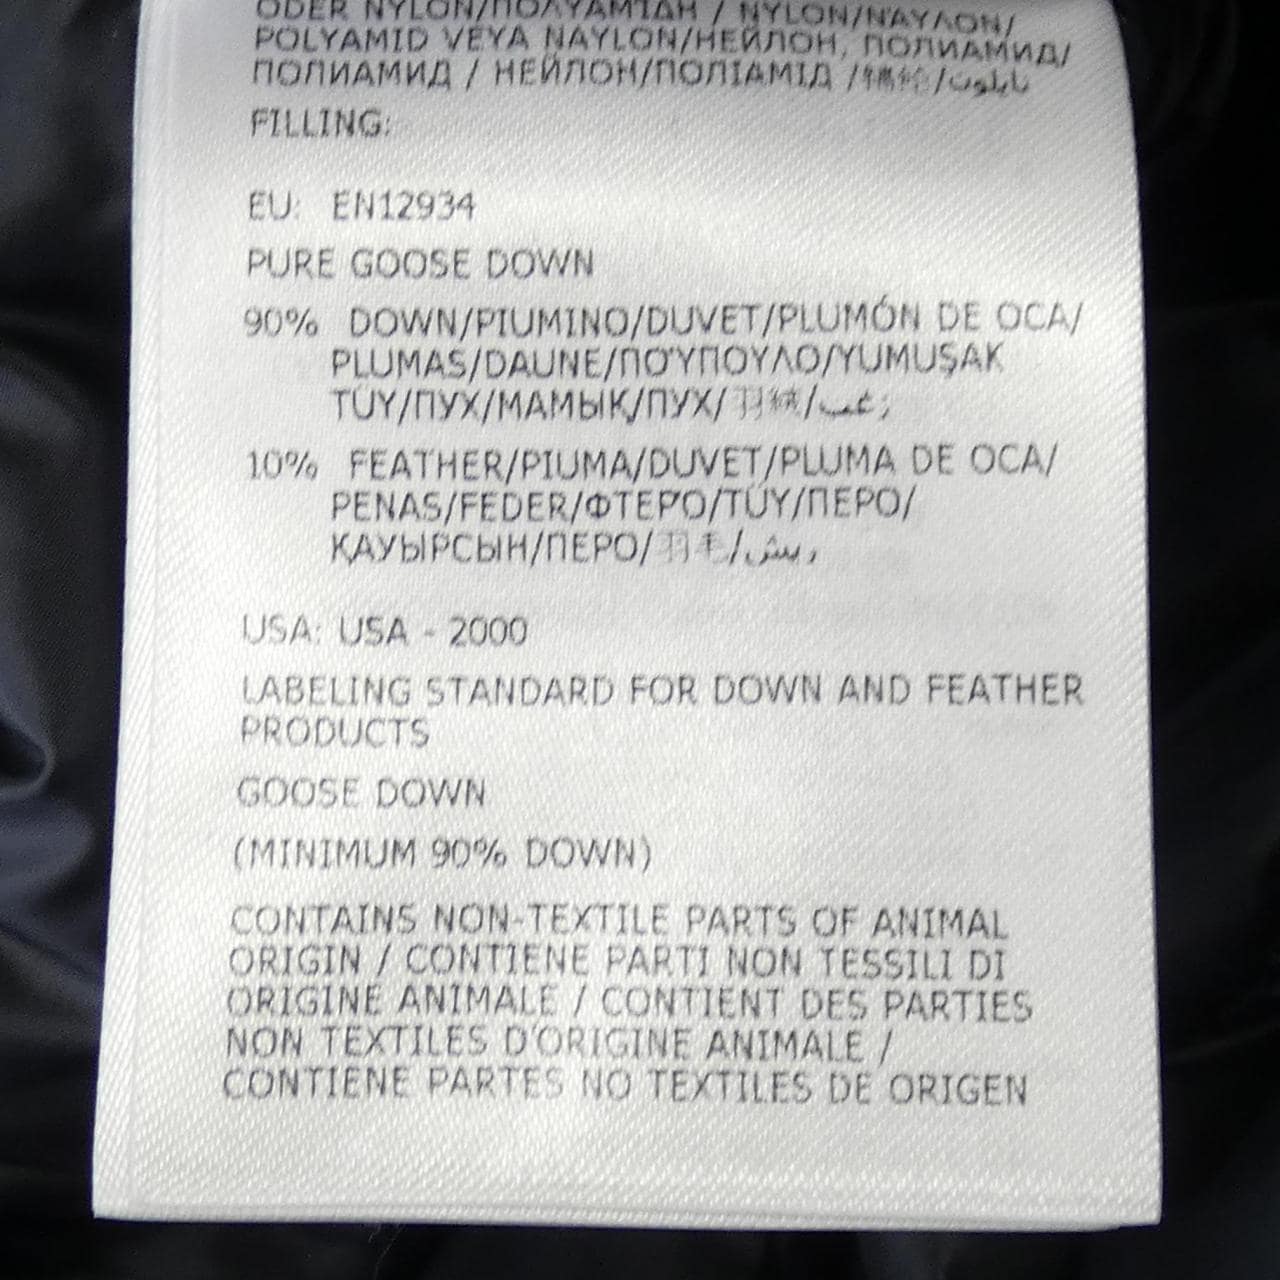 ODER NYLON/ΠΟΛΥΑΜΊΔΗ / NYLON/ΝΆΥΛΟΝ/
POLYAMID VEYA NAYLON/НЕЙЛОН, ПОЛИАМИД/
ПОЛИАМИД / НЕЙЛОН/ПОЛІАМІД /锦纶/نايلون
FILLING:
EU: EN12934
PURE GOOSE DOWN
90% DOWN/PIUMINO/DUVET/PLUMÓN DE OCA/
PLUMAS/DAUNE/ΠΟΎΠΟΥΛΟ/YUMUŞAK
TÜY/ПУХ/МАМЫҚ/ПУХ/羽绒/زغب
10% FEATHER/PIUMA/DUVET/PLUMA DE OCA/
PENAS/FEDER/ΦΤΕΡΌ/TÜY/ПЕРО/
ҚАУЫРСЫН/ПЕРО/羽毛/ريش
USA: USA - 2000
LABELING STANDARD FOR DOWN AND FEATHER
PRODUCTS
GOOSE DOWN
(MINIMUM 90% DOWN)
CONTAINS NON-TEXTILE PARTS OF ANIMAL
ORIGIN / CONTIENE PARTI NON TESSILI DI
ORIGINE ANIMALE / CONTIENT DES PARTIES
NON TEXTILES D'ORIGINE ANIMALE /
CONTIENE PARTES NO TEXTILES DE ORIGEN